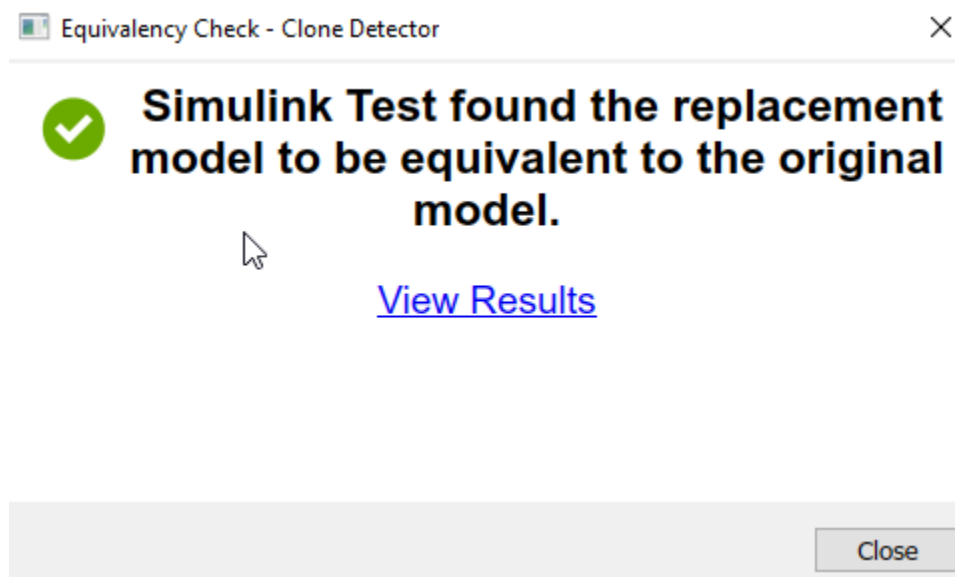 Equivalency Check - Clone Detector
Simulink Test found the replacement
model to be equivalent to the original
model.
View Results
Close